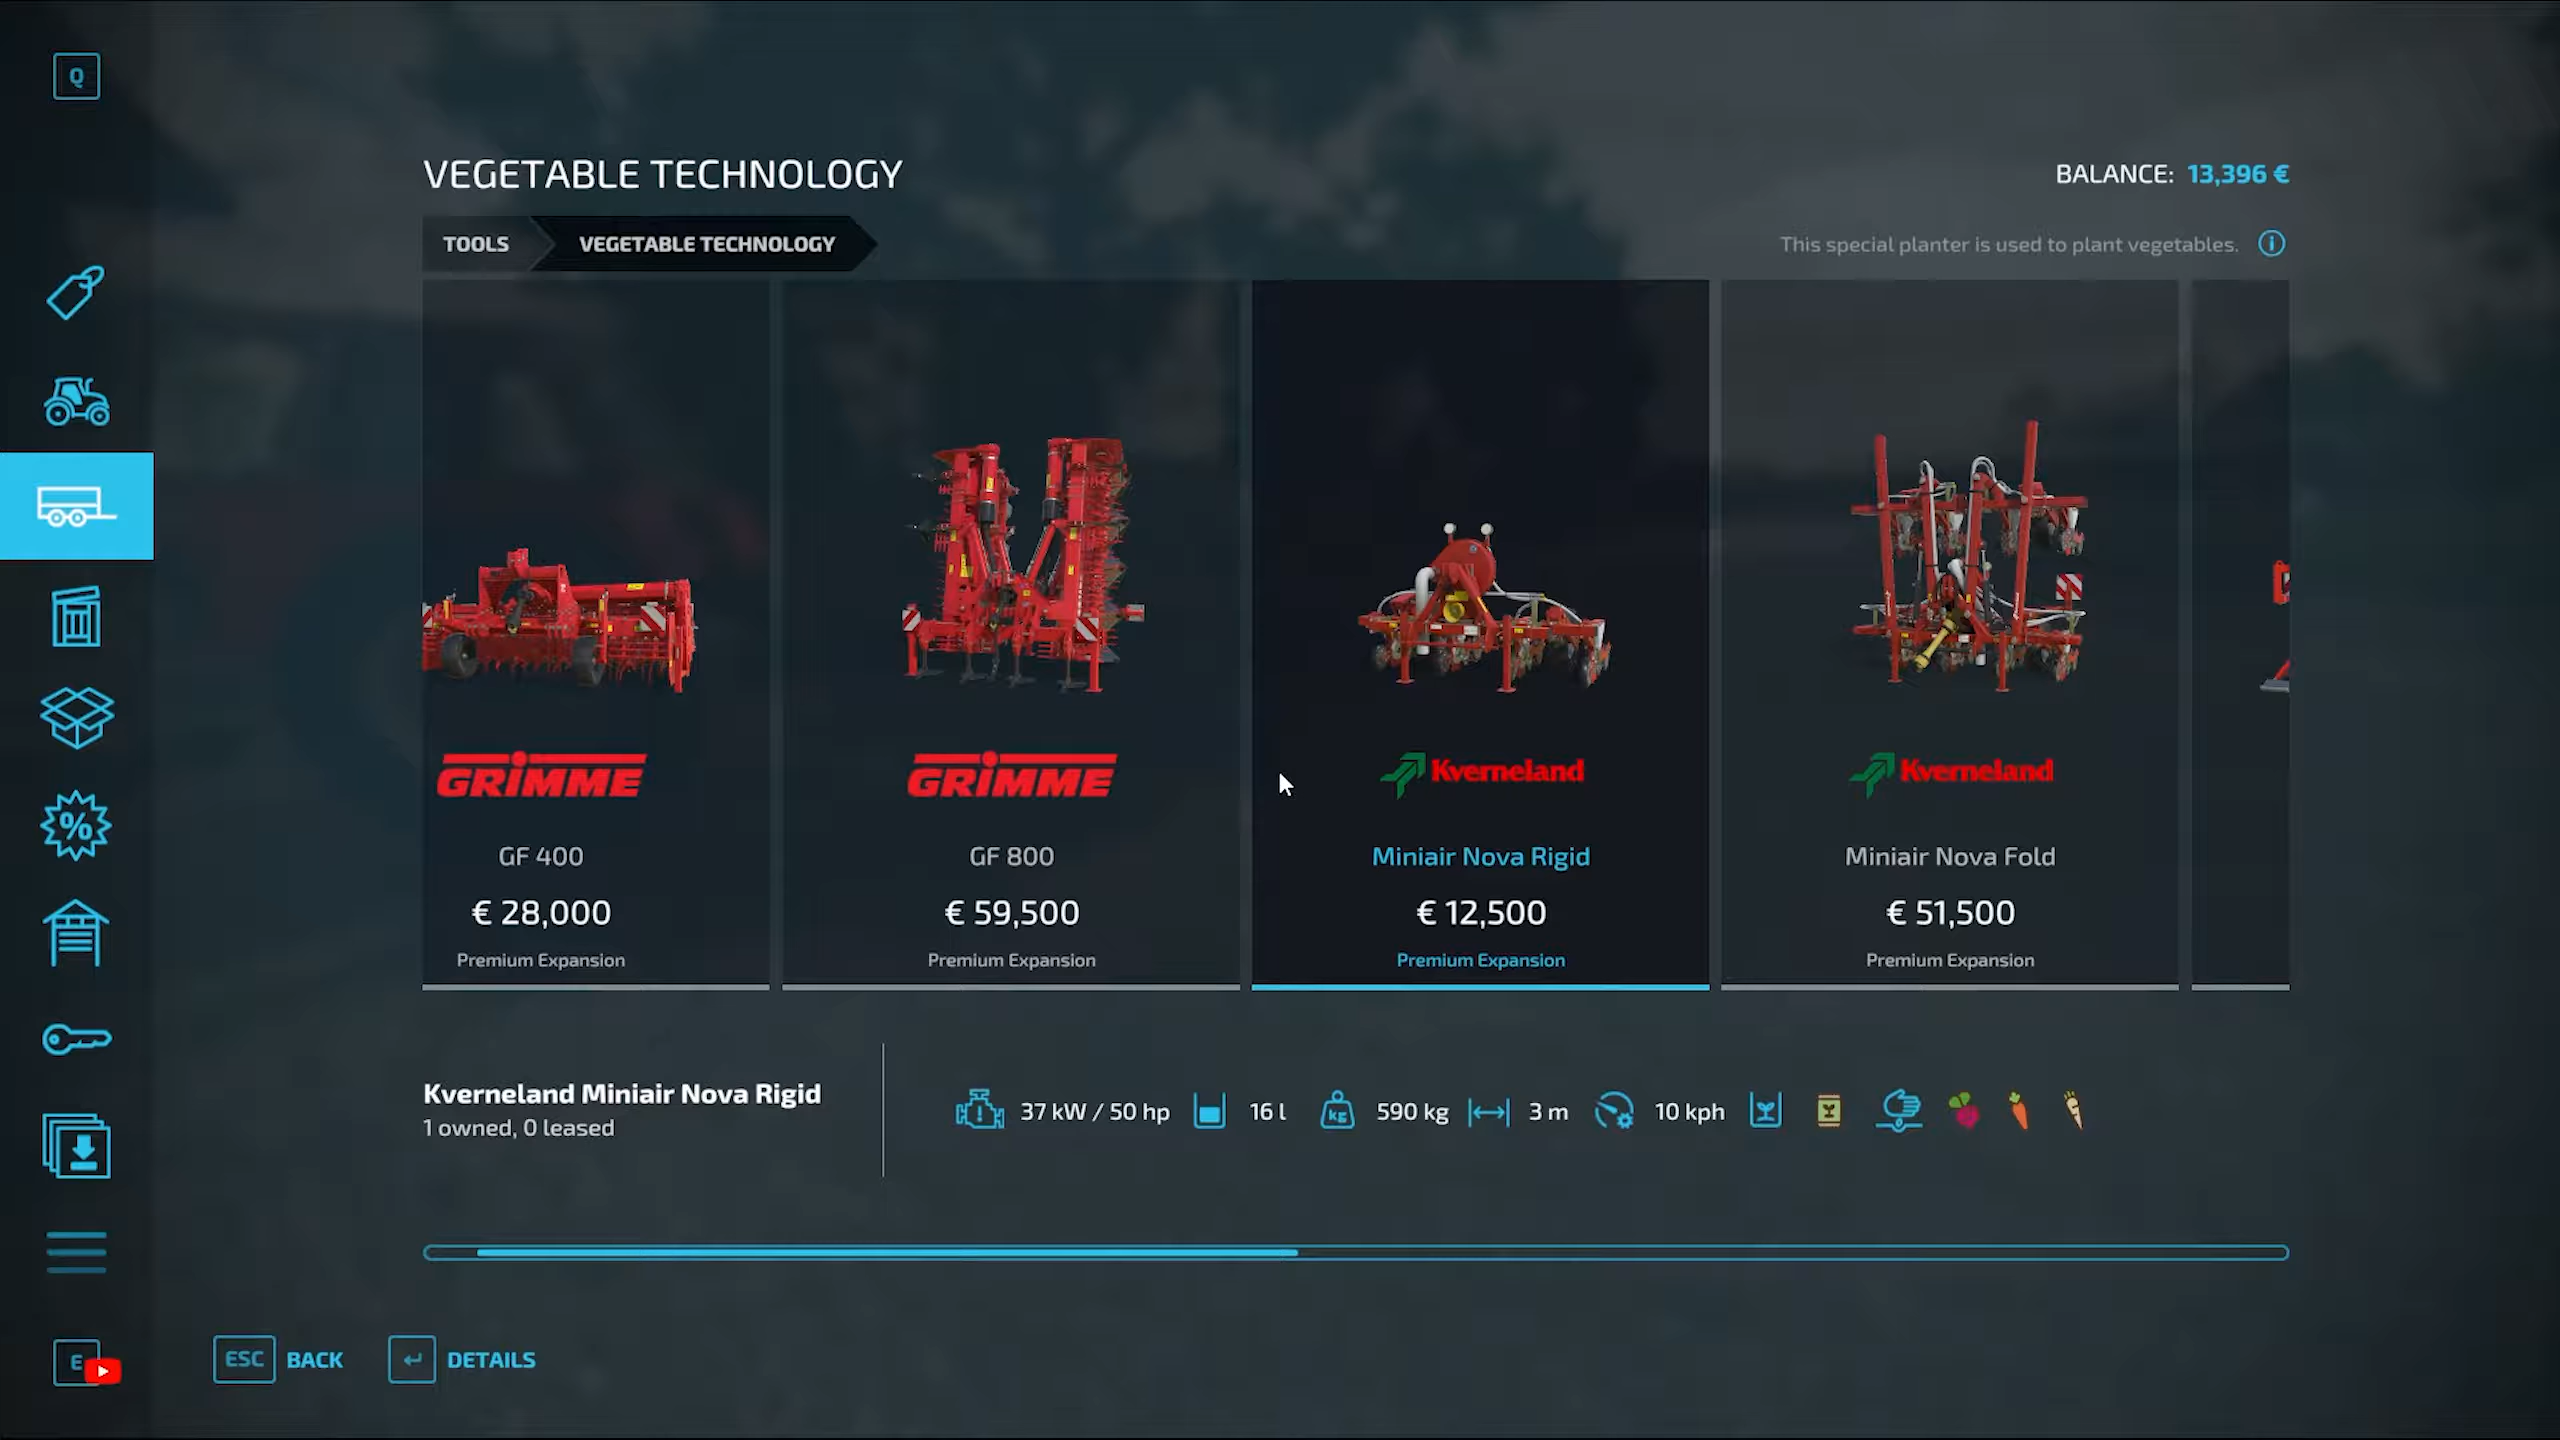 Q
VEGETABLE TECHNOLOGY
BALANCE: 13,396 €
TOOLS
VEGETABLE TECHNOLOGY
This special planter is used to plant vegetables.
GRIMME
GRIMME
Kverneland
Kverneland
GF 400
GF 800
Miniair Nova Rigid
Miniair Nova Fold
€ 28,000
€ 59,500
€ 12,500
€ 51,500
Premium Expansion
Premium Expansion
Premium Expansion
Premium Expansion
Kverneland Miniair Nova Rigid
1 owned, 0 leased
37 kW / 50 hp
16 l
kg
590 kg
3 m
10 kph
E
ESC BACK
DETAILS